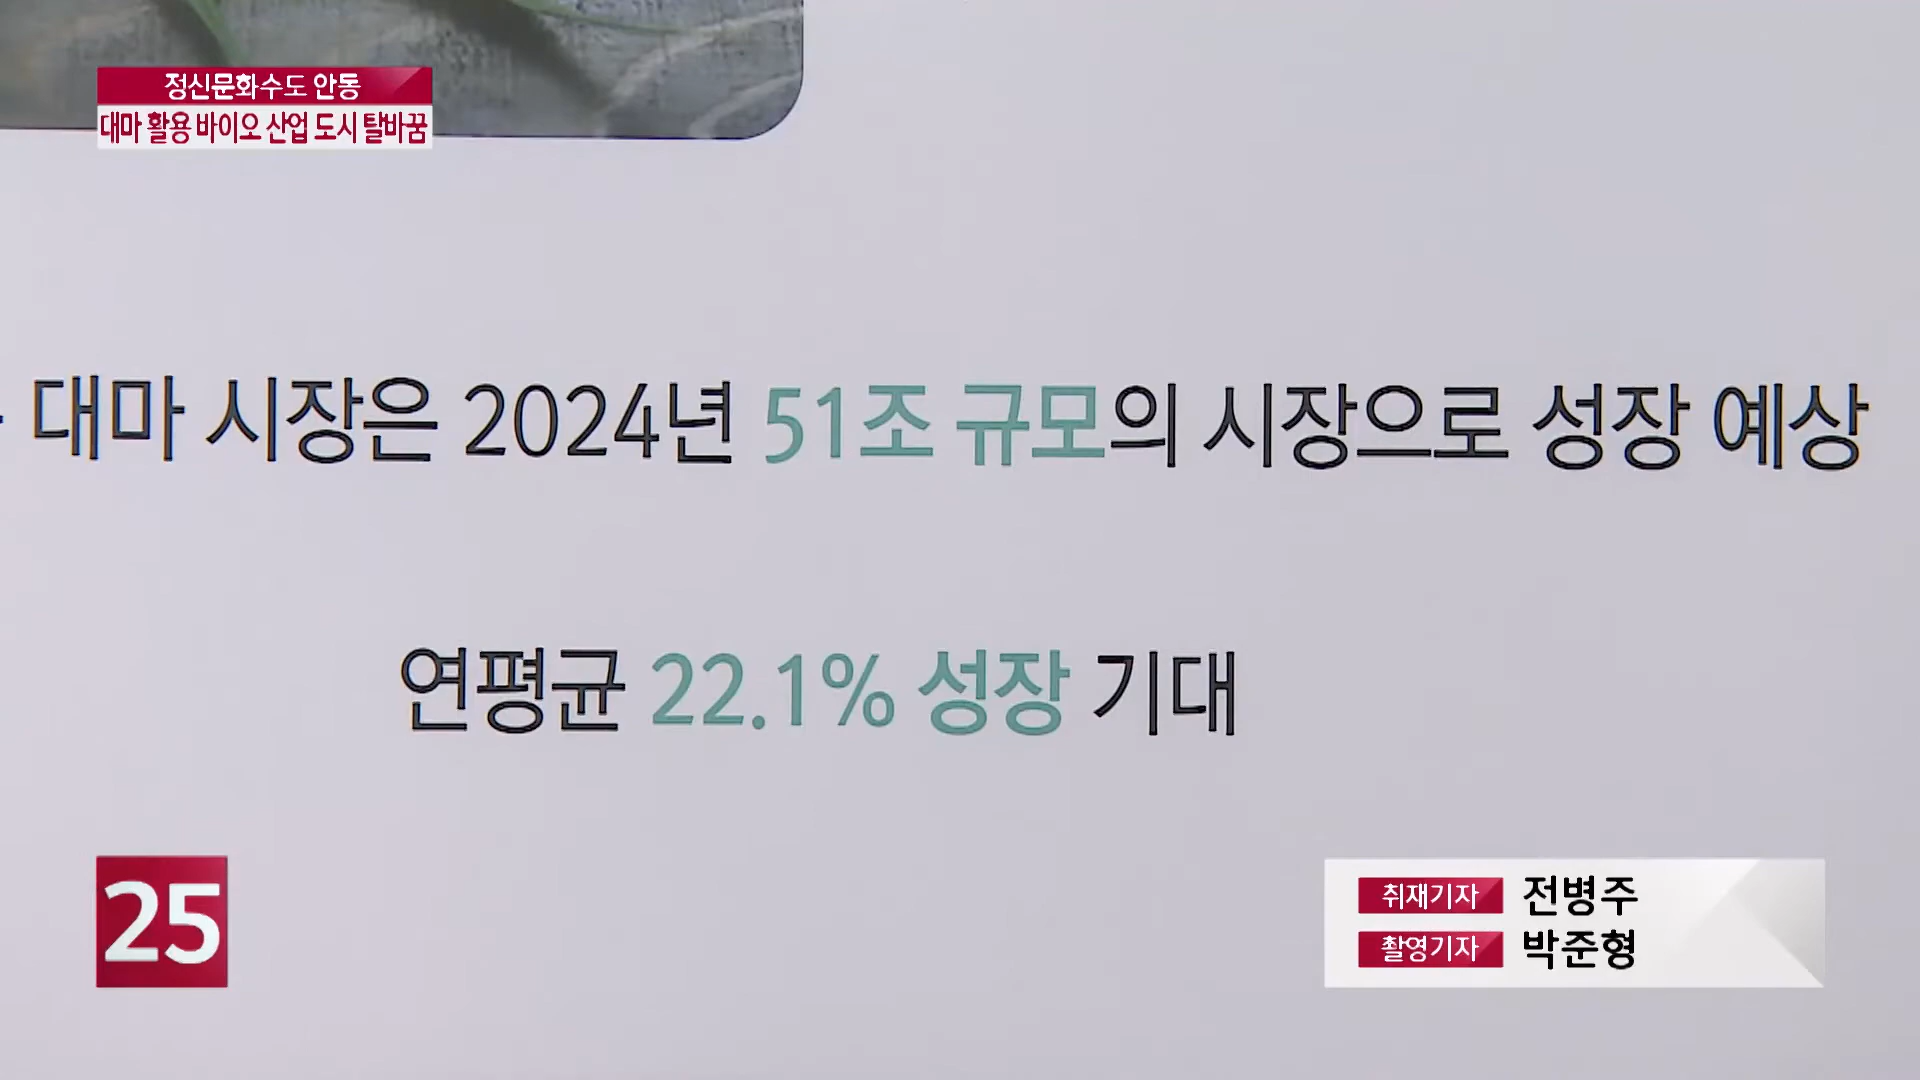 정신문화수도 안동
대마 활용 바이오 산업 도시 탈바꿈
대마 시장은 2024년 51조 규모의 시장으로 성장 예상
연평균 22.1% 성장 기대
25
취재기자 전병주
촬영기자 박준형